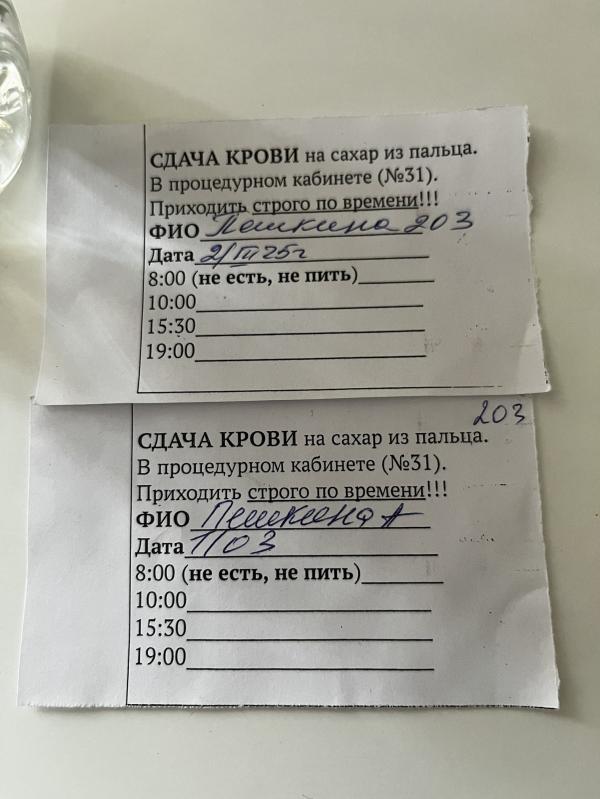 СДАЧА КРОВИ на сахар из пальца.
В процедурном кабинете (№31).
Приходить строго по времени!!!
ФИО Пешкина 203
Дата 2/III 25г
8:00 (не есть, не пить)
10:00
15:30
19:00
203
СДАЧА КРОВИ на сахар из пальца.
В процедурном кабинете (№31).
Приходить строго по времени!!!
ФИО Пешкина А
Дата 1/03
8:00 (не есть, не пить)
10:00
15:30
19:00